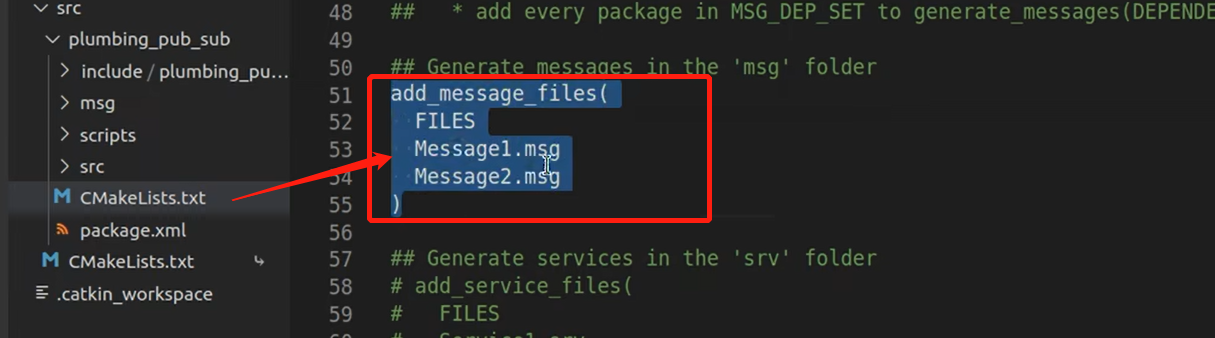 src
plumbing_pub_sub
include / plumbing_pu...
msg
scripts
src
CMakeLists.txt
package.xml
CMakeLists.txt
.catkin_workspace
48 ##   * add every package in MSG_DEP_SET to generate_messages(DEPENDE
49
50 ## Generate messages in the 'msg' folder
51 add_message_files(
52   FILES
53   Message1.msg
54   Message2.msg
55 )
56
57 ## Generate services in the 'srv' folder
58 # add_service_files(
59 #   FILES